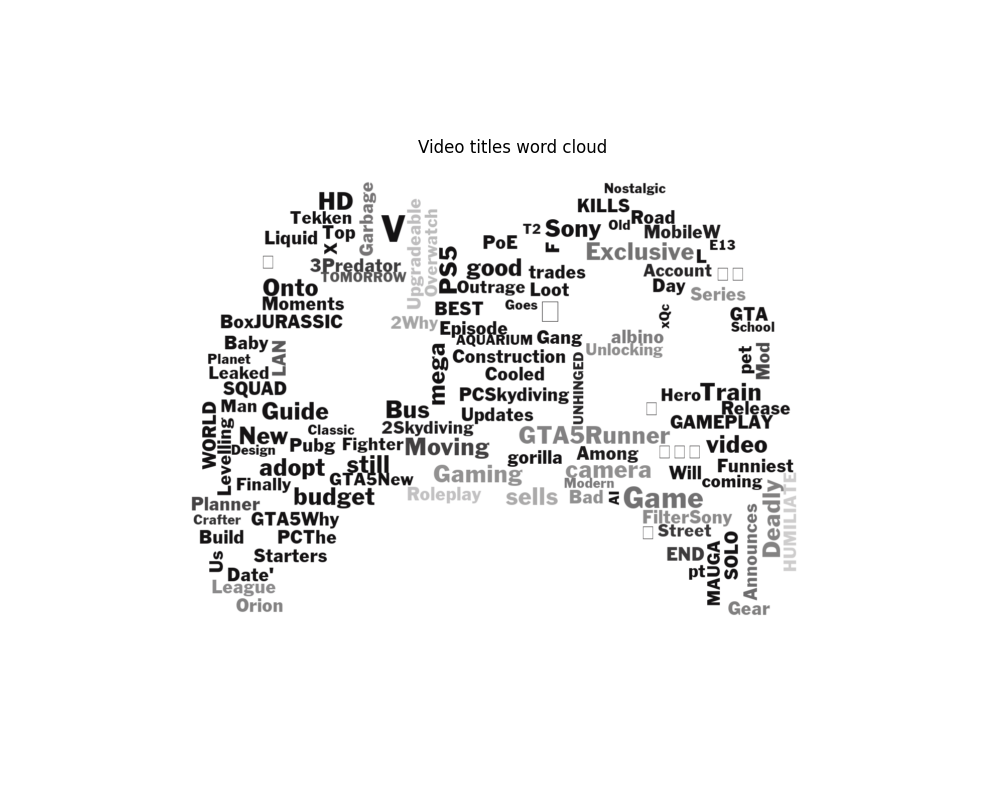 Video titles word cloud
Nostalgic
HD
Garbage
KILLS
Tekken
V
Upgradeable
Overwatch
T2
Sony
Old
Road
MobileW
Liquid
Top
X
PoE
F
Exclusive
L
E13
3Predator
TOMORROW
PS5
good
trades
Account
Onto
Outrage
Loot
Day
Series
Moments
BEST
Goes
xQc
GTA
School
BoxJURASSIC
2Why
Episode
AQUARIUM
Gang
albino
Unlocking
Baby
LAN
Planet
Leaked
mega
Construction
UNHINGED
pet
Mod
Cooled
SQUAD
PCSkydiving
Hero
Train
Release
WORLD
Man
Levelling
Guide
Bus
Updates
GAMEPLAY
Classic
2Skydiving
GTA5Runner
New
Design
Pubg
Fighter
Moving
gorilla
Among
video
adopt
still
Gaming
camera
Will
Funniest
Finally
GTA5New
Modern
coming
budget
Roleplay
sells
Bad
AI
Game
Deadly
HUMILIATE
Planner
Crafter
GTA5Why
FilterSony
Announces
Build
PCThe
Street
SOLO
MAUGA
Us
Starters
END
Date'
pt
League
Orion
Gear